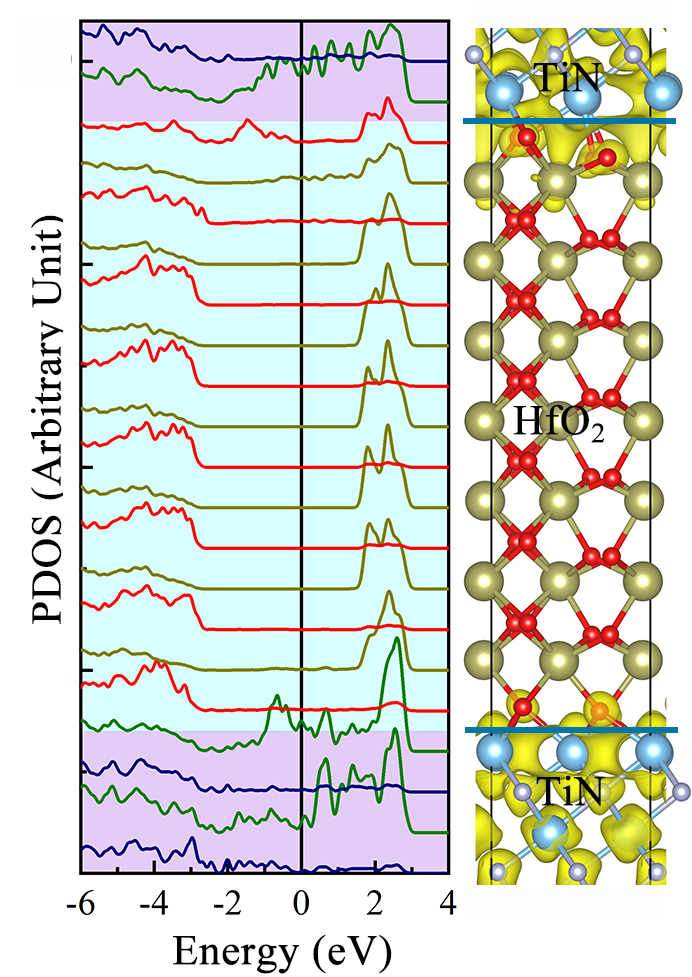 TiN
HfO₂
TiN
PDOS (Arbitrary Unit)
-6 -4 -2 0 2 4
Energy (eV)